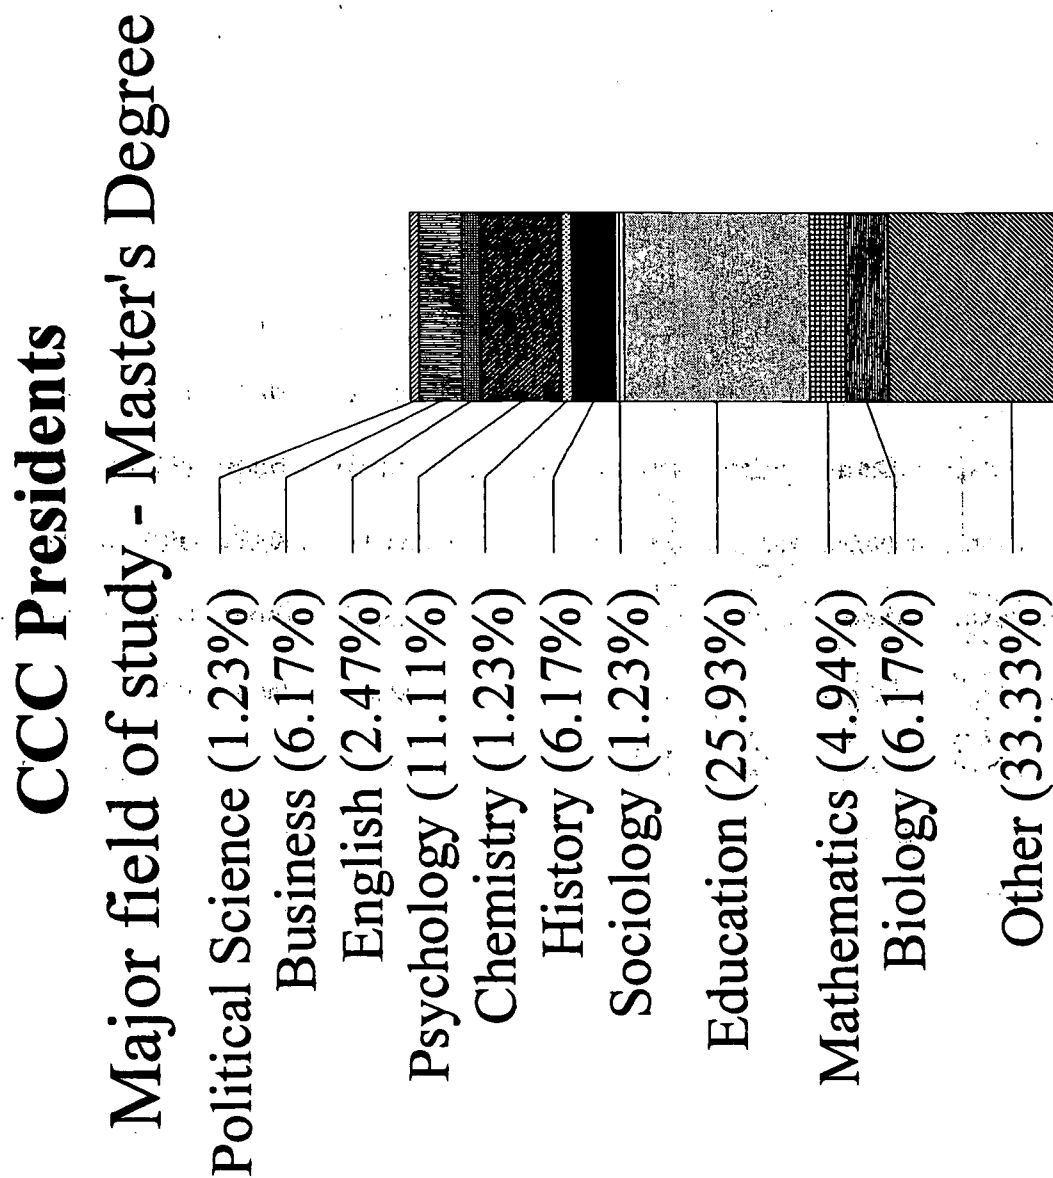 CCC Presidents
Major field of study - Master's Degree
Political Science (1.23%)
Business (6.17%)
English (2.47%)
Psychology (11.11%)
Chemistry (1.23%)
History (6.17%)
Sociology (1.23%)
Education (25.93%)
Mathematics (4.94%)
Biology (6.17%)
Other (33.33%)